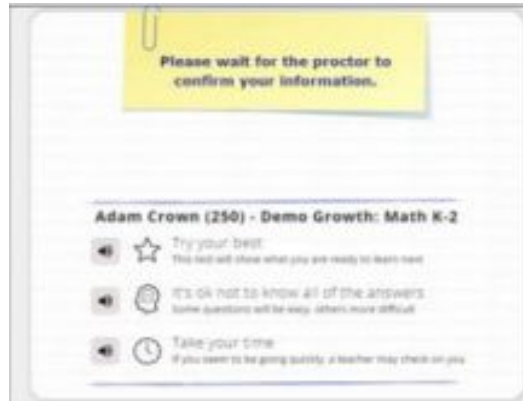 Please wait for the proctor to
confirm your information.
Adam Crown (250) - Demo Growth: Math K-2
Try your best
This test will show what you are ready to learn next
It's ok not to know all of the answers
Some questions will be easy, others more difficult
Take your time
If you seem to be going quickly, a teacher may check on you